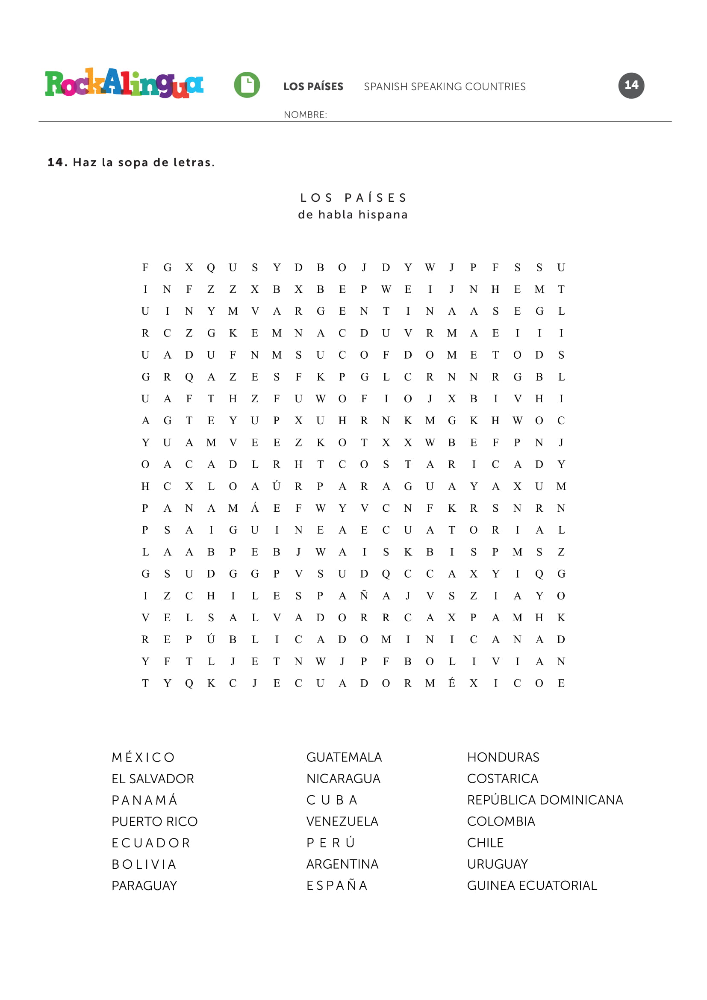 RockAlingua
LOS PAÍSES SPANISH SPEAKING COUNTRIES 14
NOMBRE:
14. Haz la sopa de letras.
LOS PAÍSES
de habla hispana
F G X Q U S Y D B O J D Y W J P F S S U
I N F Z Z X B X B E P W E I J N H E M T
U I N Y M V A R G E N T I N A A S E G L
R C Z G K E M N A C D U V R M A E I I I
U A D U F N M S U C O F D O M E T O D S
G R Q A Z E S F K P G L C R N N R G B L
U A F T H Z F U W O F I O J X B I V H I
A G T E Y U P X U H R N K M G K H W O C
Y U A M V E E Z K O T X X W B E F P N J
O A C A D L R H T C O S T A R I C A D Y
H C X L O A Ú R P A R A G U A Y A X U M
P A N A M Á E F W Y V C N F K R S N R N
P S A I G U I N E A E C U A T O R I A L
L A A B P E B J W A I S K B I S P M S Z
G S U D G G P V S U D Q C C A X Y I Q G
I Z C H I L E S P A Ñ A J V S Z I A Y O
V E L S A L V A D O R R C A X P A M H K
R E P Ú B L I C A D O M I N I C A N A D
Y F T L J E T N W J P F B O L I V I A N
T Y Q K C J E C U A D O R M É X I C O E
MÉXICO GUATEMALA HONDURAS
EL SALVADOR NICARAGUA COSTARICA
PANAMÁ CUBA REPÚBLICA DOMINICANA
PUERTO RICO VENEZUELA COLOMBIA
ECUADOR PERÚ CHILE
BOLIVIA ARGENTINA URUGUAY
PARAGUAY ESPAÑA GUINEA ECUATORIAL